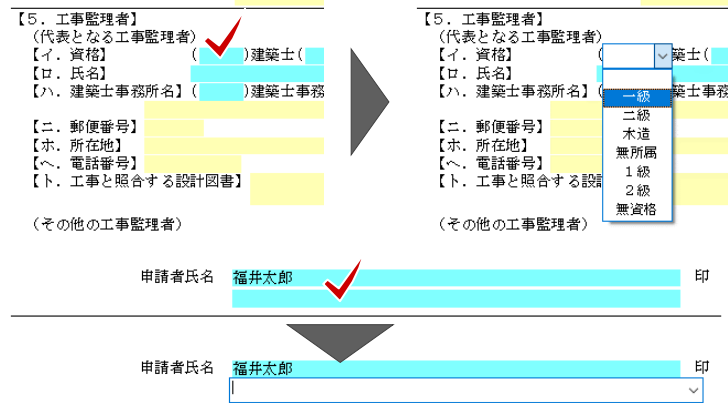 【５．工事監理者】
（代表となる工事監理者）
【イ．資格】 （ ）建築士（
【ロ．氏名】
【ハ．建築士事務所名】（ ）建築士事務
【ニ．郵便番号】
【ホ．所在地】
【ヘ．電話番号】
【ト．工事と照合する設計図書】
（その他の工事監理者）
【５．工事監理者】
（代表となる工事監理者）
【イ．資格】 （ 築士（
【ロ．氏名】
【ハ．建築士事務所名】（ 築士事務
【ニ．郵便番号】
【ホ．所在地】
【ヘ．電話番号】
【ト．工事と照合する設
（その他の工事監理者）
一級
二級
木造
無所属
１級
２級
無資格
申請者氏名 福井太郎 印
申請者氏名 福井太郎 印